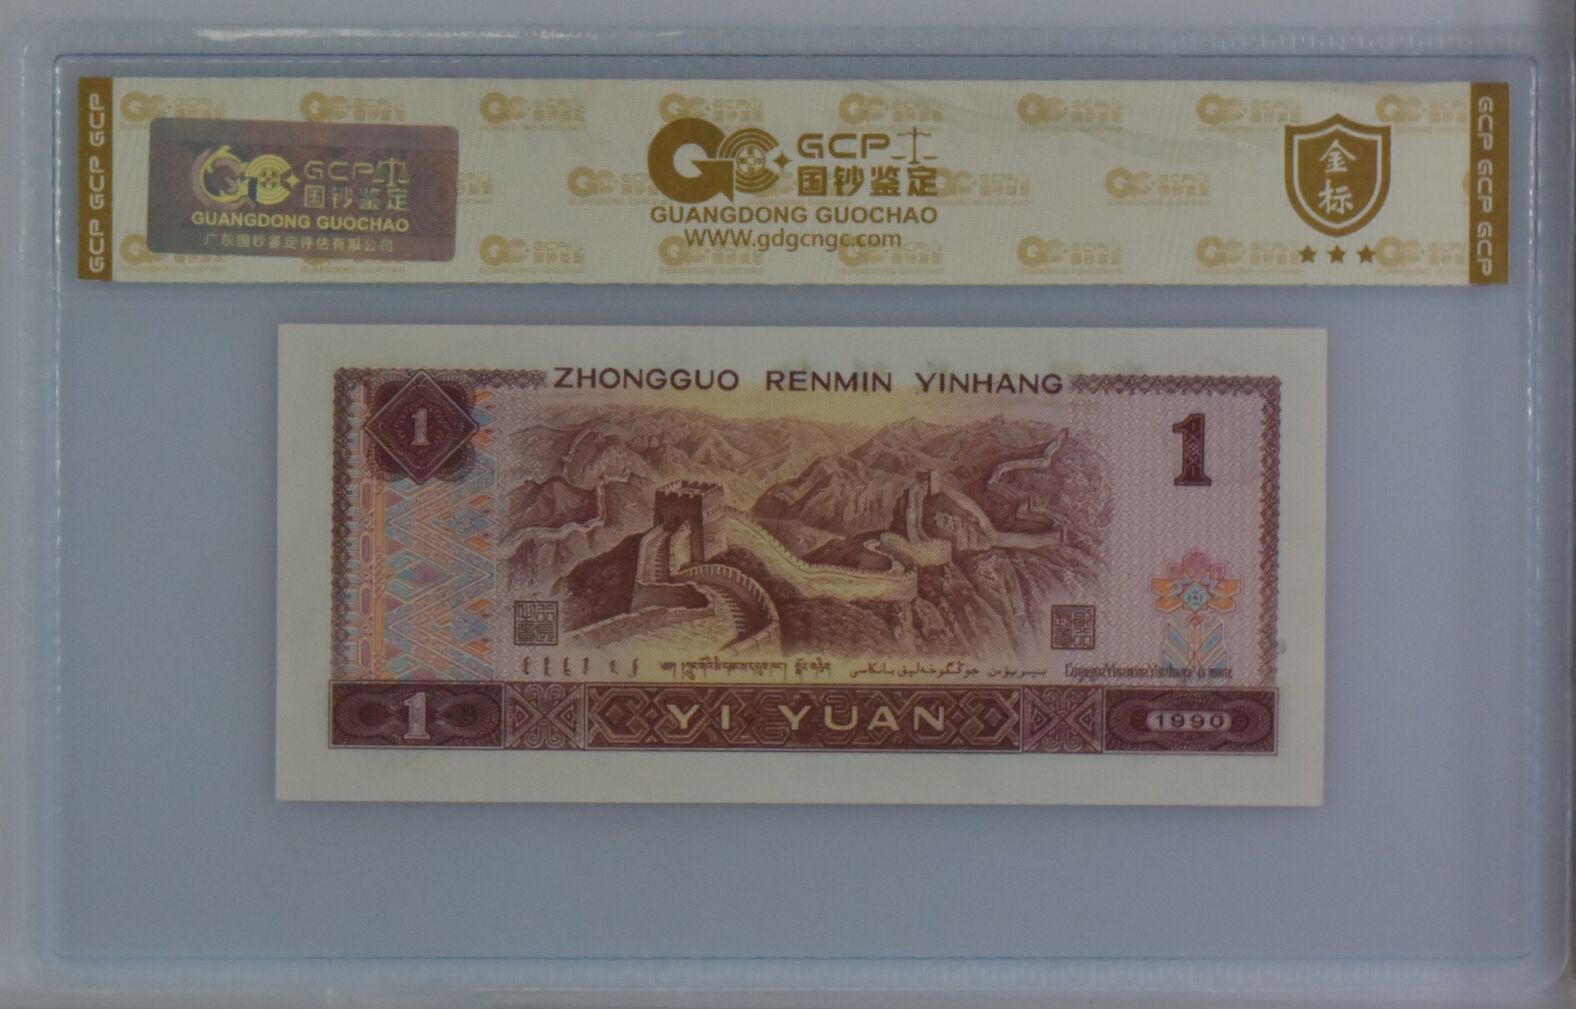 GCP GCP GCP GCP
GCP
国钞鉴定
GUANGDONG GUOCHAO
广东国钞鉴定评估有限公司
GCP
国钞鉴定
GUANGDONG GUOCHAO
WWW.gdgcngc.com
金
标
GCP GCP GCP GCP
ZHONGGUO RENMIN YINHANG
1
1
1
YI YUAN
1990